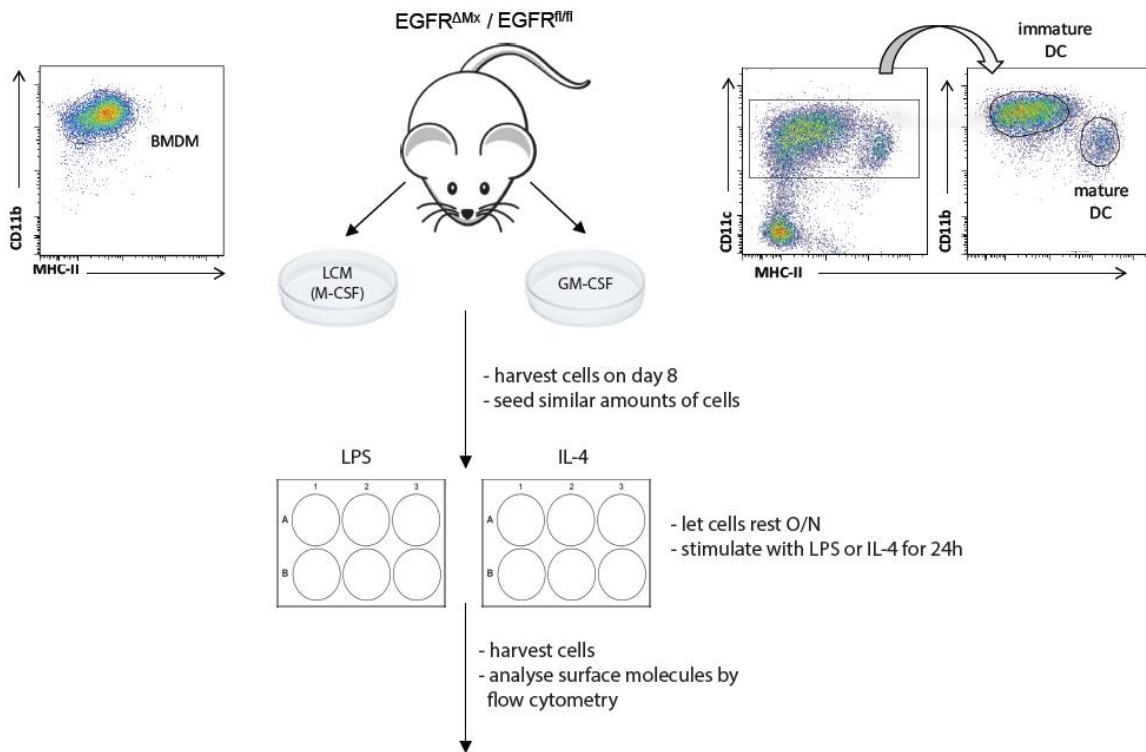 EGFRΔMx / EGFRfl/fl
CD11b
BMDM
MHC-II
CD11c
CD11b
immature
DC
mature
DC
MHC-II
LCM
(M-CSF)
GM-CSF
- harvest cells on day 8
- seed similar amounts of cells
LPS
IL-4
1 2 3
A
B
1 2 3
A
B
- let cells rest O/N
- stimulate with LPS or IL-4 for 24h
- harvest cells
- analyse surface molecules by
flow cytometry